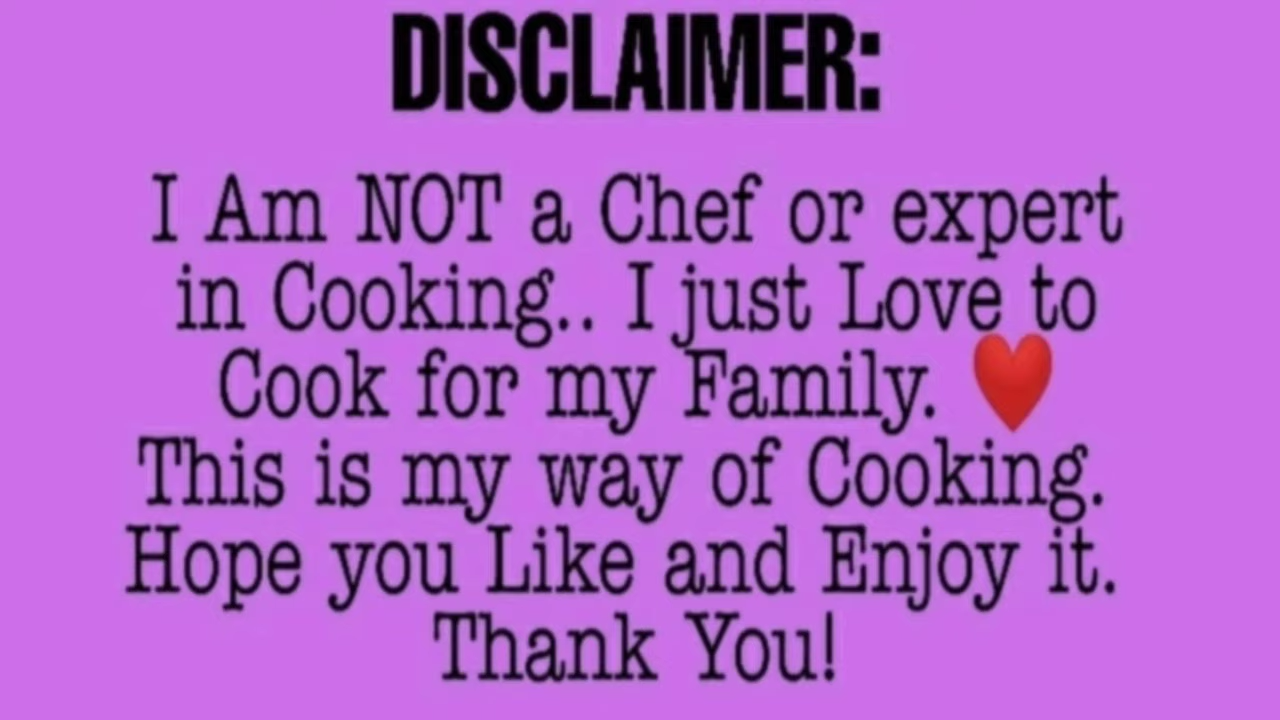 DISCLAIMER:
I Am NOT a Chef or expert
in Cooking.. I just Love to
Cook for my Family. ❤️
This is my way of Cooking.
Hope you Like and Enjoy it.
Thank You!